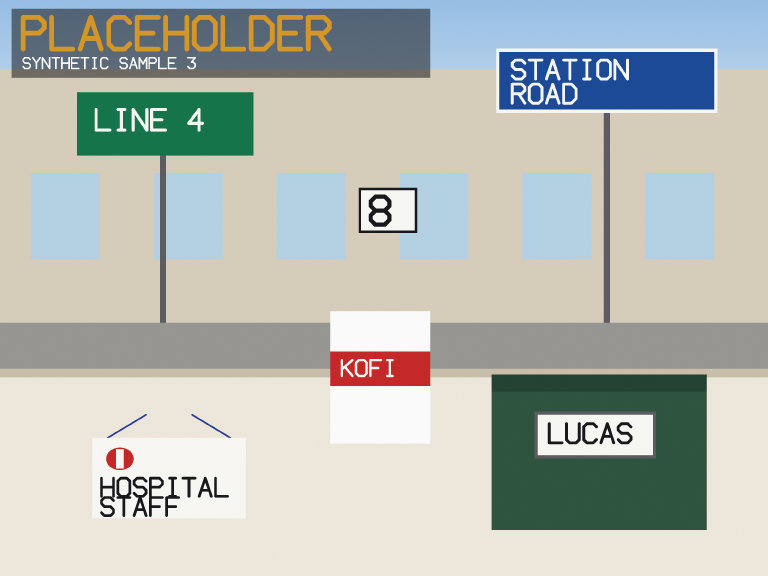 PLACEHOLDER
SYNTHETIC SAMPLE 3
STATION
ROAD
LINE 4
8
KOFI
LUCAS
HOSPITAL
STAFF